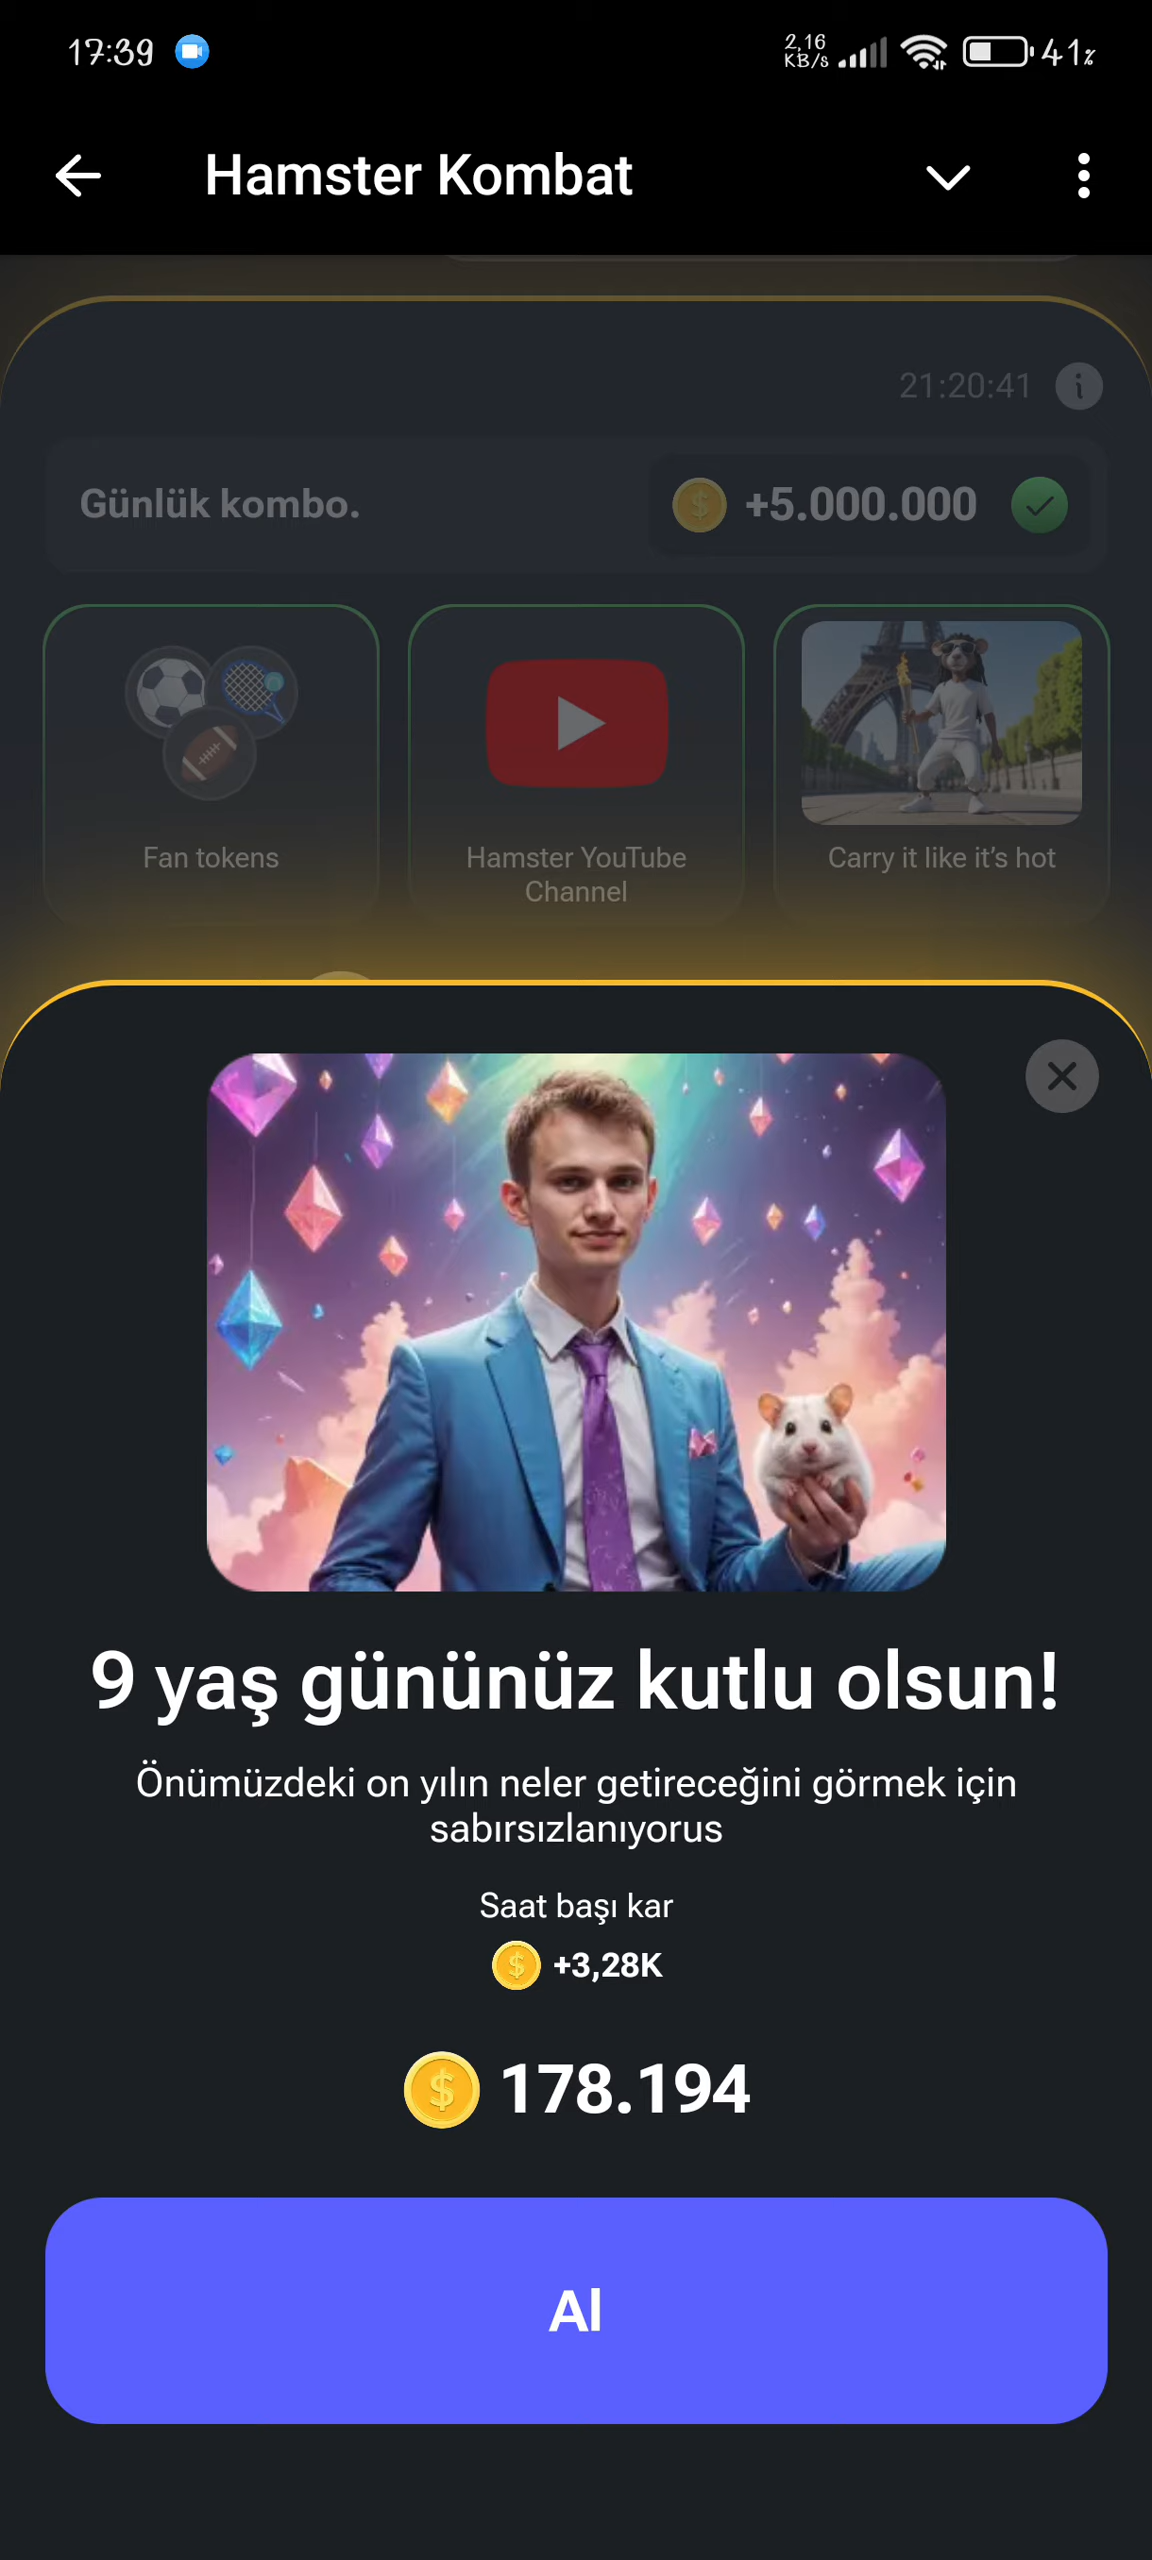 17:39
2,16
KB/s
41%
Hamster Kombat
21:20:41
Günlük kombo.
+5.000.000
Fan tokens
Hamster YouTube
Channel
Carry it like it's hot
9 yaş gününüz kutlu olsun!
Önümüzdeki on yılın neler getireceğini görmek için
sabırsızlanıyorus
Saat başı kar
+3,28K
178.194
Al